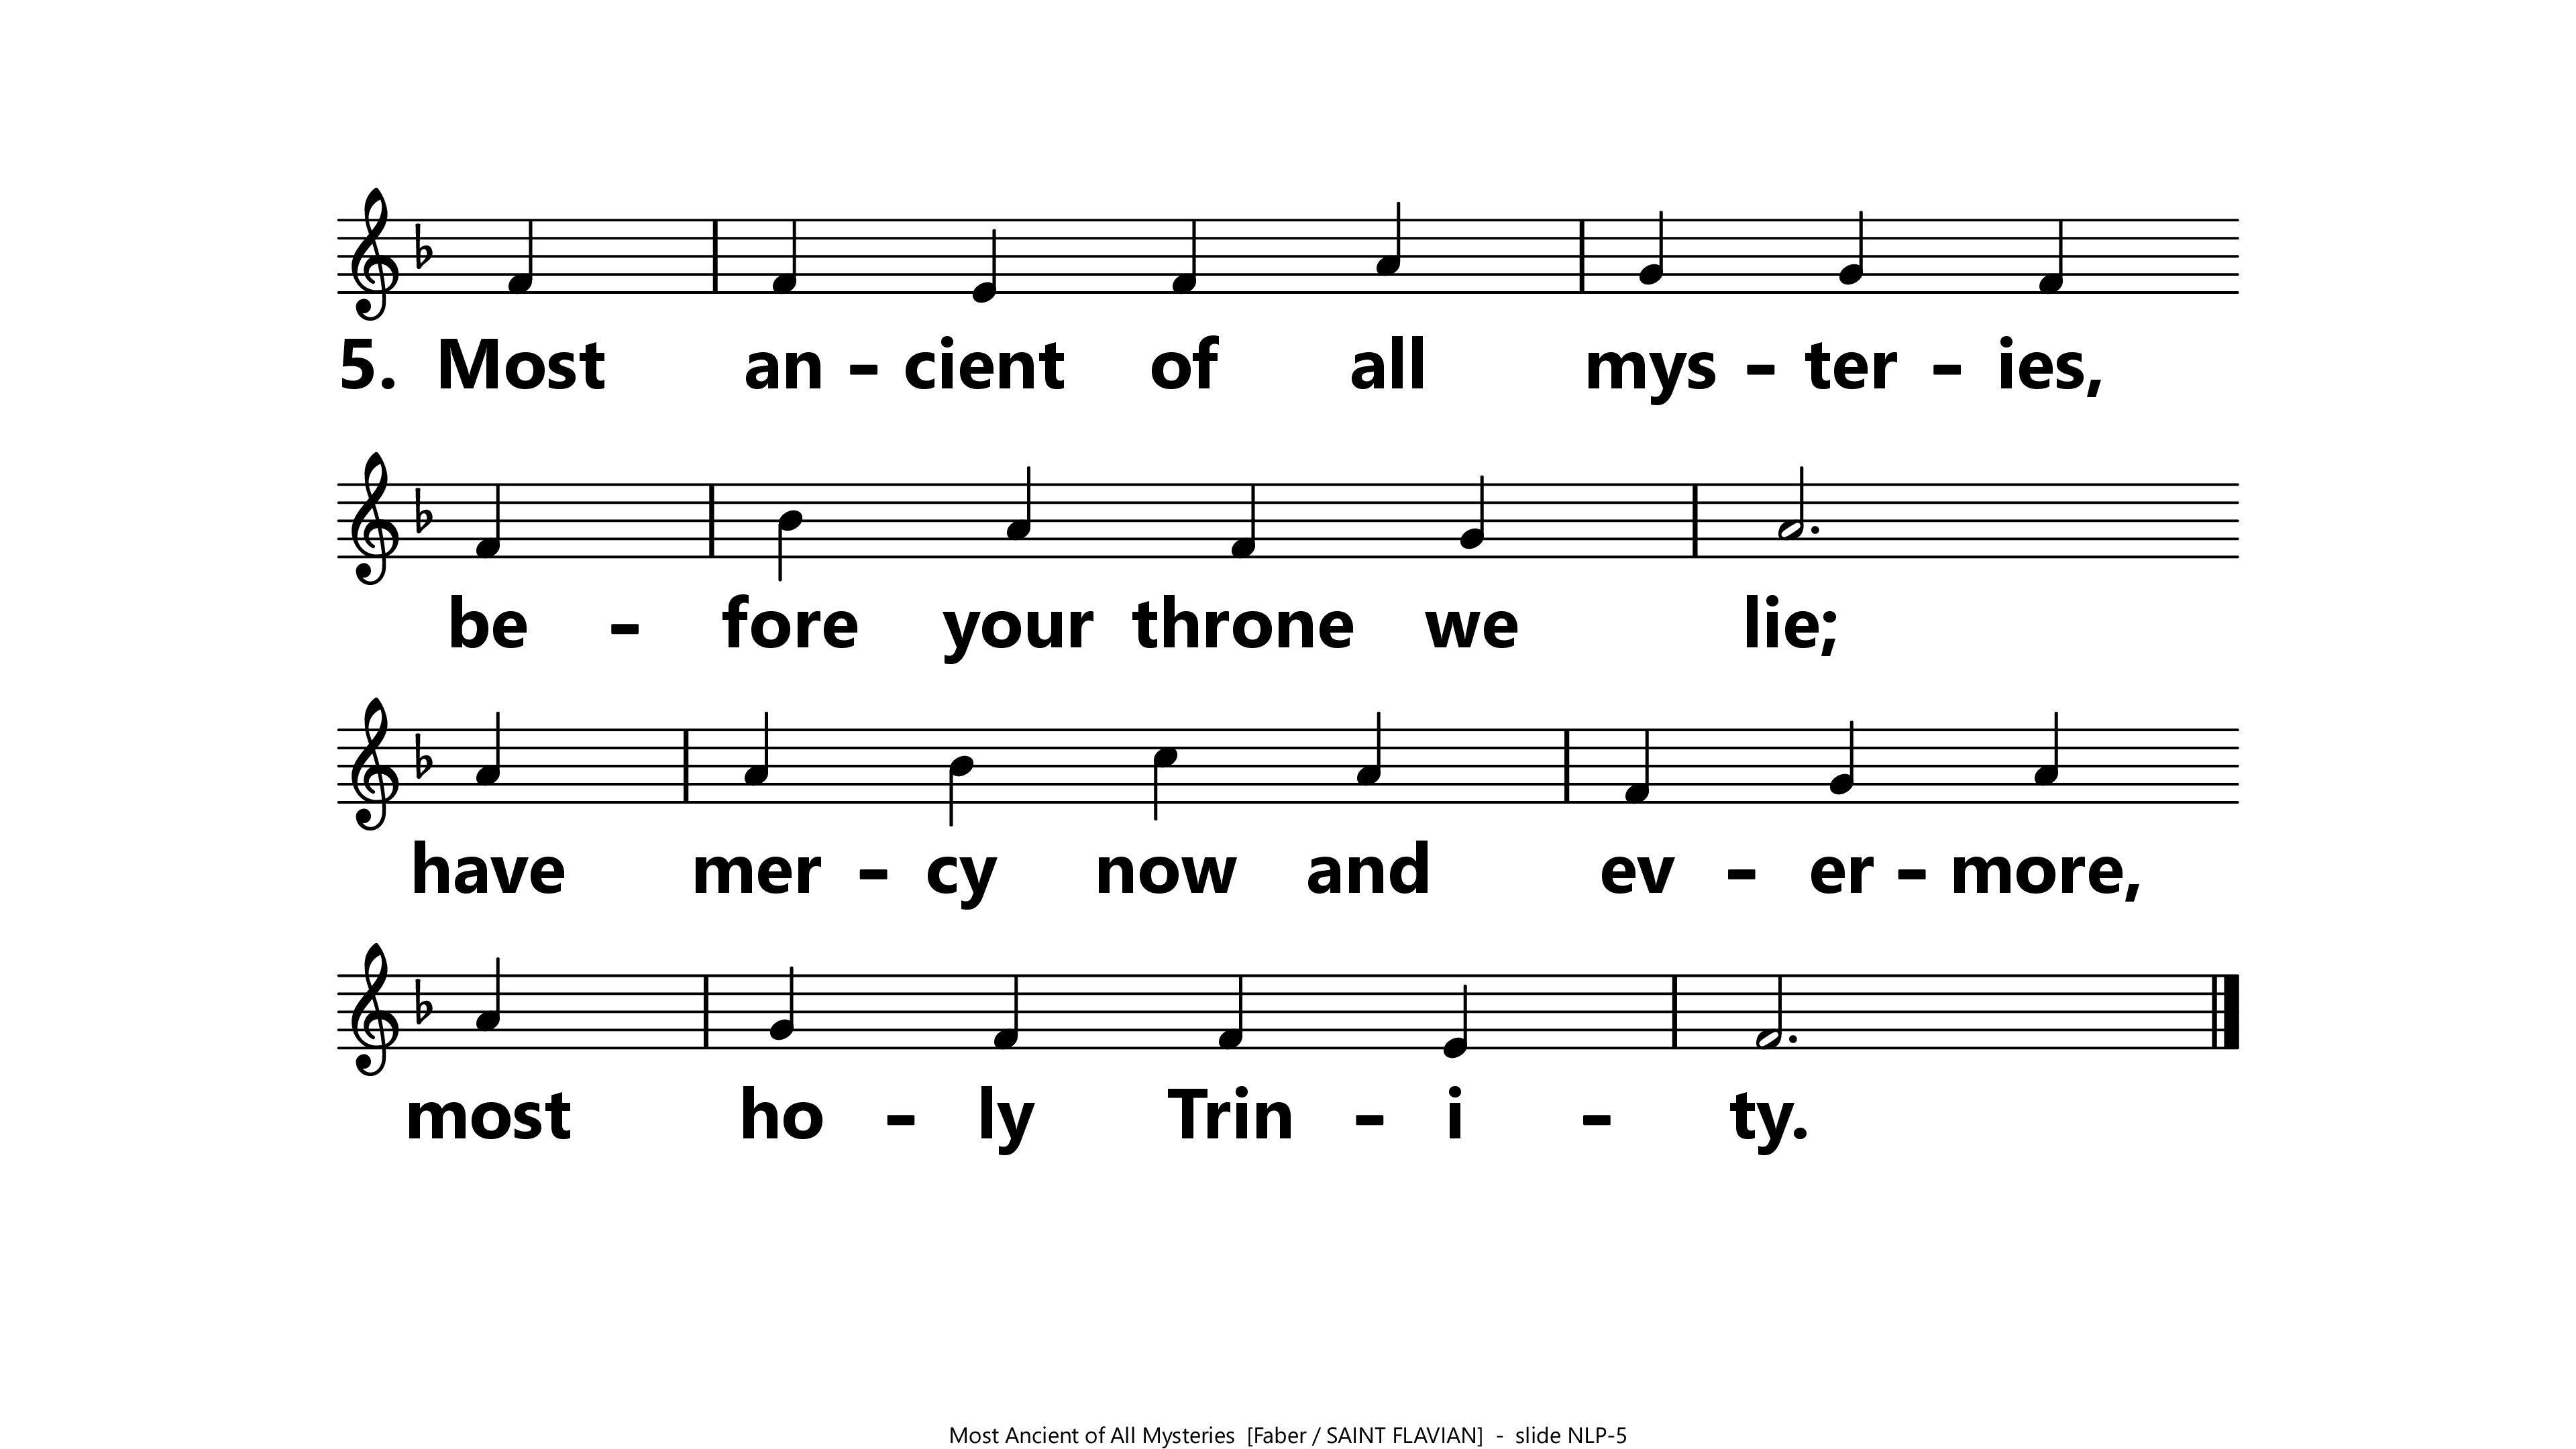 5. Most an - cient of all mys - ter - ies,
be - fore your throne we lie;
have mer - cy now and ev - er - more,
most ho - ly Trin - i - ty.
Most Ancient of All Mysteries [Faber / SAINT FLAVIAN] - slide NLP-5